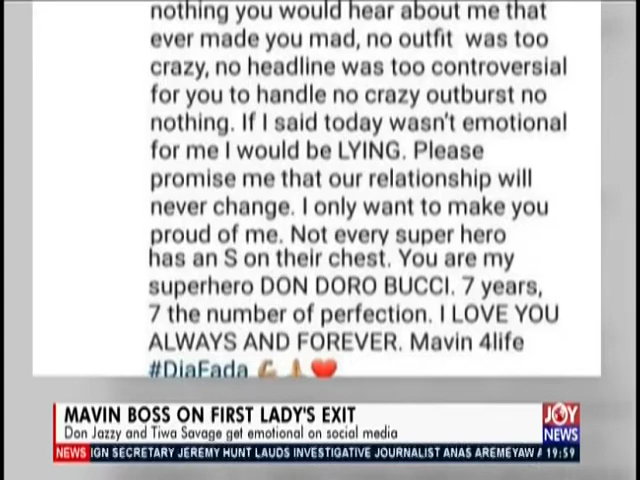 nothing you would hear about me that
ever made you mad, no outfit was too
crazy, no headline was too controversial
for you to handle no crazy outburst no
nothing. If I said today wasn't emotional
for me I would be LYING. Please
promise me that our relationship will
never change. I only want to make you
proud of me. Not every super hero
has an S on their chest. You are my
superhero DON DORO BUCCI. 7 years,
7 the number of perfection. I LOVE YOU
ALWAYS AND FOREVER. Mavin 4life
#DjaFada 💪🏽🙏🏽❤️
MAVIN BOSS ON FIRST LADY'S EXIT
Don Jazzy and Tiwa Savage get emotional on social media
JOY
NEWS
NEWS IGN SECRETARY JEREMY HUNT LAUDS INVESTIGATIVE JOURNALIST ANAS AREMEYAW A 19:59